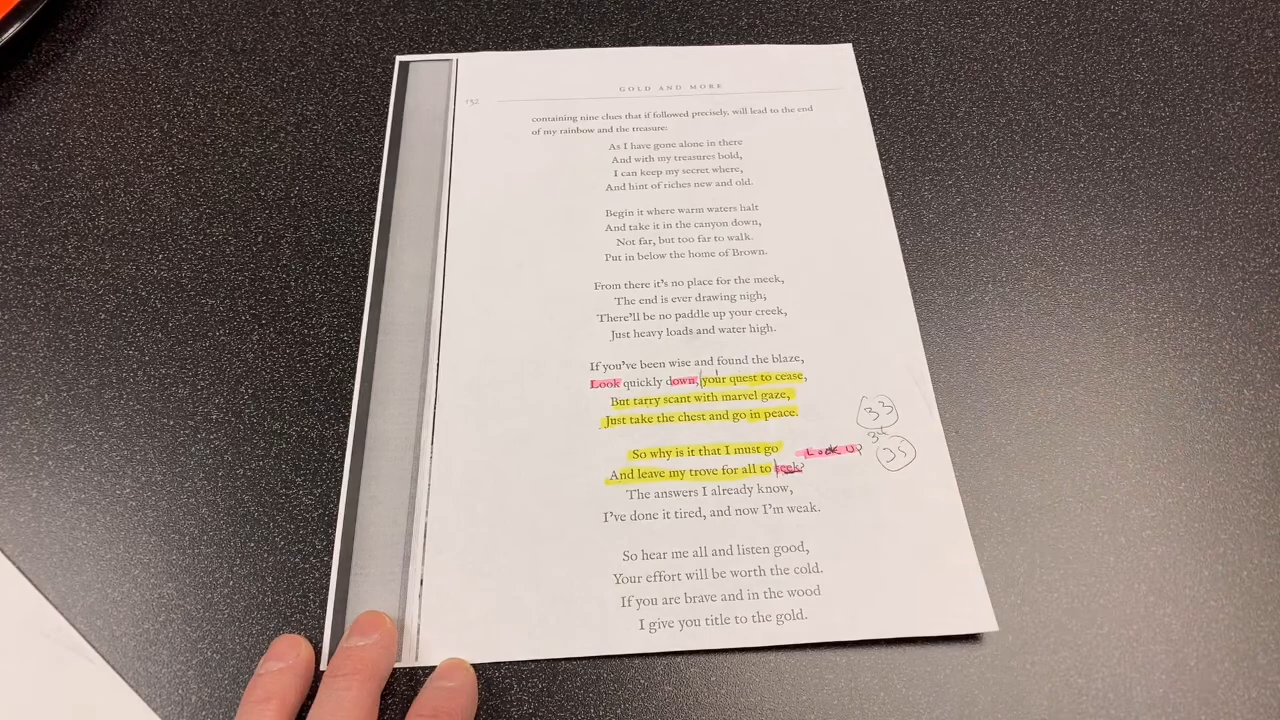 GOLD AND MORE
132
containing nine clues that if followed precisely, will lead to the end
of my rainbow and the treasure:
As I have gone alone in there
And with my treasures bold,
I can keep my secret where,
And hint of riches new and old.
Begin it where warm waters halt
And take it in the canyon down,
Not far, but too far to walk.
Put in below the home of Brown.
From there it's no place for the meek,
The end is ever drawing nigh;
There'll be no paddle up your creek,
Just heavy loads and water high.
If you've been wise and found the blaze,
Look quickly down, your quest to cease,
But tarry scant with marvel gaze,
Just take the chest and go in peace.
33
34
35
So why is it that I must go
Look up
And leave my trove for all to seek?
The answers I already know,
I've done it tired, and now I'm weak.
So hear me all and listen good,
Your effort will be worth the cold.
If you are brave and in the wood
I give you title to the gold.